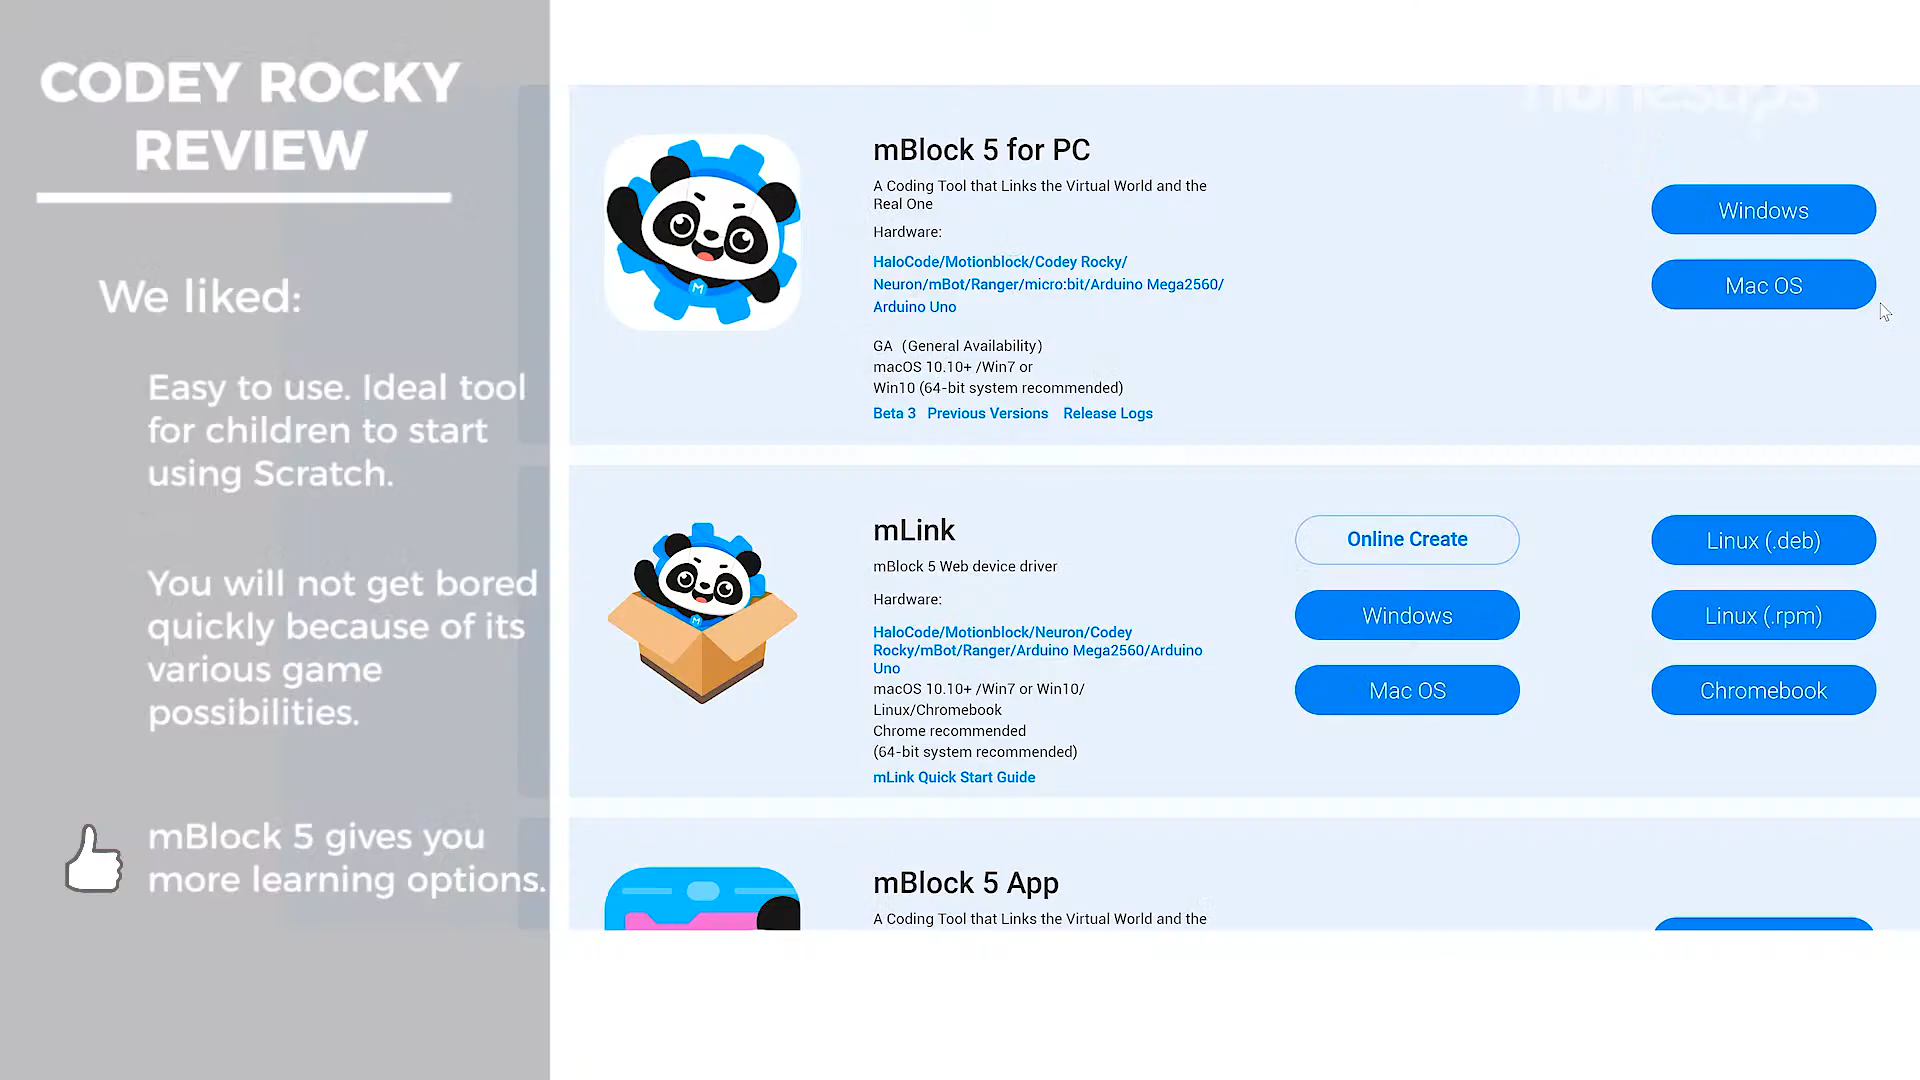 CODEY ROCKY
REVIEW
We liked:
Easy to use. Ideal tool
for children to start
using Scratch.
You will not get bored
quickly because of its
various game
possibilities.
mBlock 5 gives you
more learning options.
mBlock 5 for PC
A Coding Tool that Links the Virtual World and the
Real One
Hardware:
HaloCode/Motionblock/Codey Rocky/
Neuron/mBot/Ranger/micro:bit/Arduino Mega2560/
Arduino Uno
GA (General Availability)
macOS 10.10+ /Win7 or
Win10 (64-bit system recommended)
Beta 3 Previous Versions Release Logs
Windows
Mac OS
M
mLink
mBlock 5 Web device driver
Hardware:
HaloCode/Motionblock/Neuron/Codey
Rocky/mBot/Ranger/Arduino Mega2560/Arduino
Uno
macOS 10.10+ /Win7 or Win10/
Linux/Chromebook
Chrome recommended
(64-bit system recommended)
mLink Quick Start Guide
Online Create
Windows
Mac OS
Linux (.deb)
Linux (.rpm)
Chromebook
M
mBlock 5 App
A Coding Tool that Links the Virtual World and the